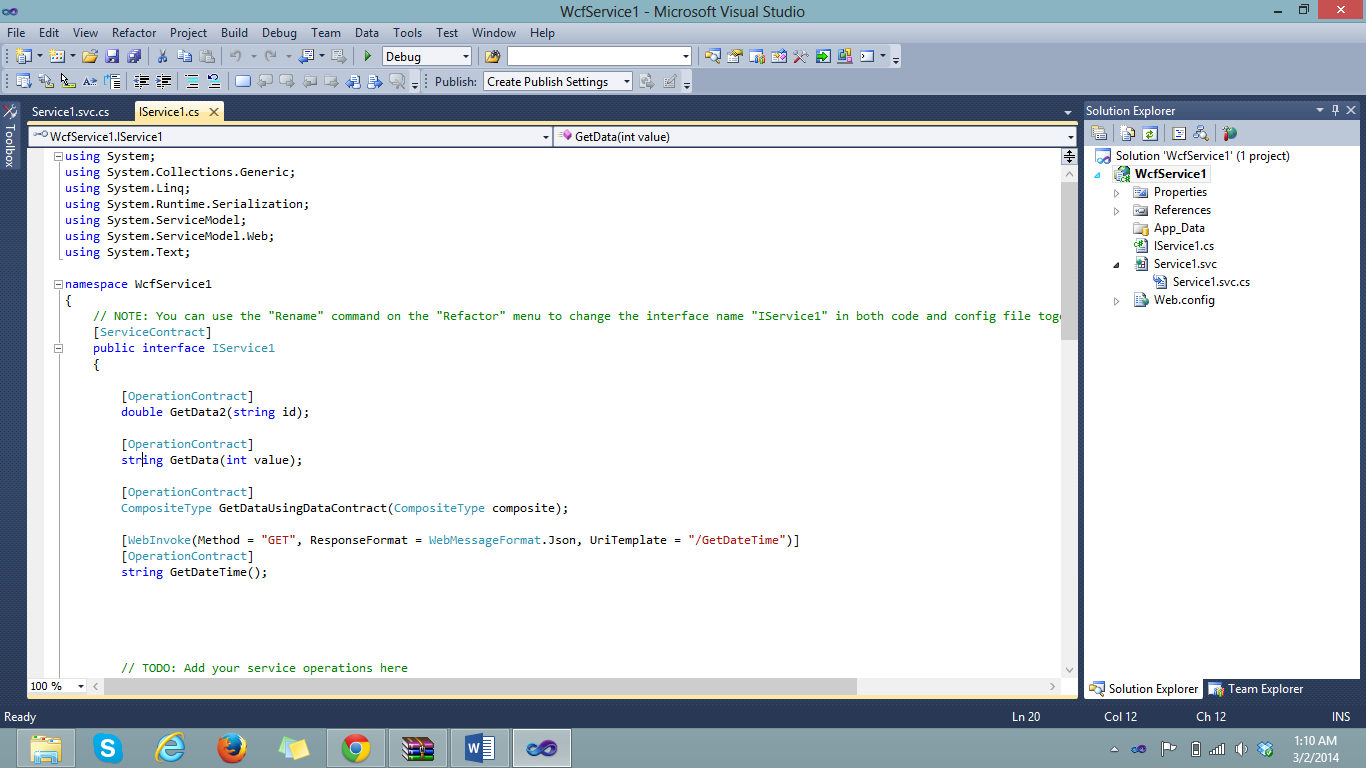 WcfService1 - Microsoft Visual Studio
File Edit View Refactor Project Build Debug Team Data Tools Test Window Help
Debug
Publish: Create Publish Settings
Toolbox
Service1.svc.cs IService1.cs
WcfService1.IService1 GetData(int value)
using System;
using System.Collections.Generic;
using System.Linq;
using System.Runtime.Serialization;
using System.ServiceModel;
using System.ServiceModel.Web;
using System.Text;
namespace WcfService1
{
// NOTE: You can use the "Rename" command on the "Refactor" menu to change the interface name "IService1" in both code and config file toge
[ServiceContract]
public interface IService1
{
[OperationContract]
double GetData2(string id);
[OperationContract]
string GetData(int value);
[OperationContract]
CompositeType GetDataUsingDataContract(CompositeType composite);
[WebInvoke(Method = "GET", ResponseFormat = WebMessageFormat.Json, UriTemplate = "/GetDateTime")]
[OperationContract]
string GetDateTime();
// TODO: Add your service operations here
100 %
Solution Explorer
Solution 'WcfService1' (1 project)
WcfService1
Properties
References
App_Data
IService1.cs
Service1.svc
Service1.svc.cs
Web.config
Solution Explorer Team Explorer
Ready Ln 20 Col 12 Ch 12 INS
1:10 AM
3/2/2014